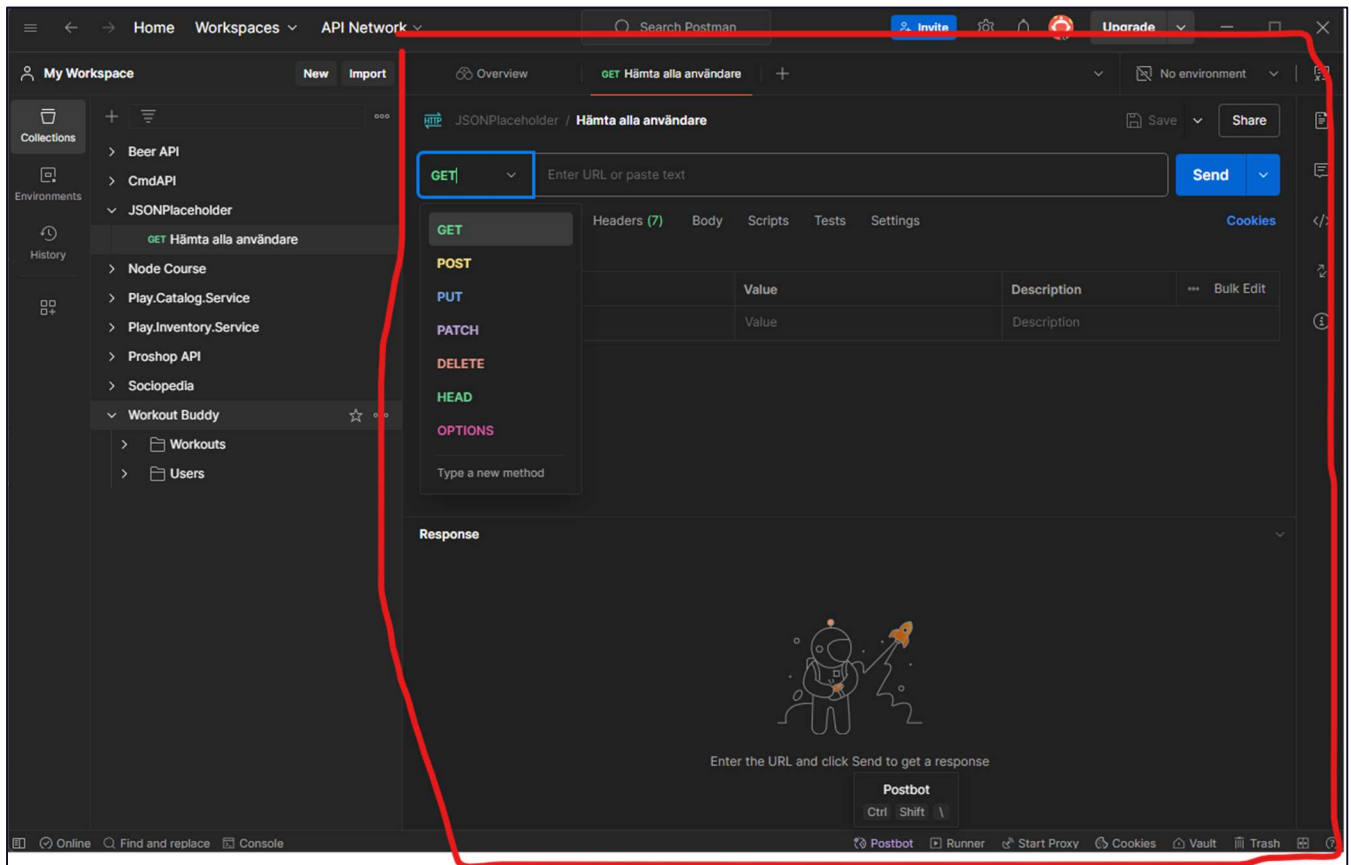 Home Workspaces API Network Search Postman Invite Upgrade
My Workspace New Import
Overview GET Hämta alla användare No environment
Collections
Environments
History
Beer API
CmdAPI
JSONPlaceholder
GET Hämta alla användare
Node Course
Play.Catalog.Service
Play.Inventory.Service
Proshop API
Sociopedia
Workout Buddy
Workouts
Users
HTTP JSONPlaceholder / Hämta alla användare Save Share
GET Enter URL or paste text Send
Headers (7) Body Scripts Tests Settings Cookies
GET
POST
PUT
PATCH
DELETE
HEAD
OPTIONS
Type a new method
Value Description Bulk Edit
Value Description
Response
Enter the URL and click Send to get a response
Postbot
Ctrl Shift \
Online Find and replace Console Postbot Runner Start Proxy Cookies Vault Trash